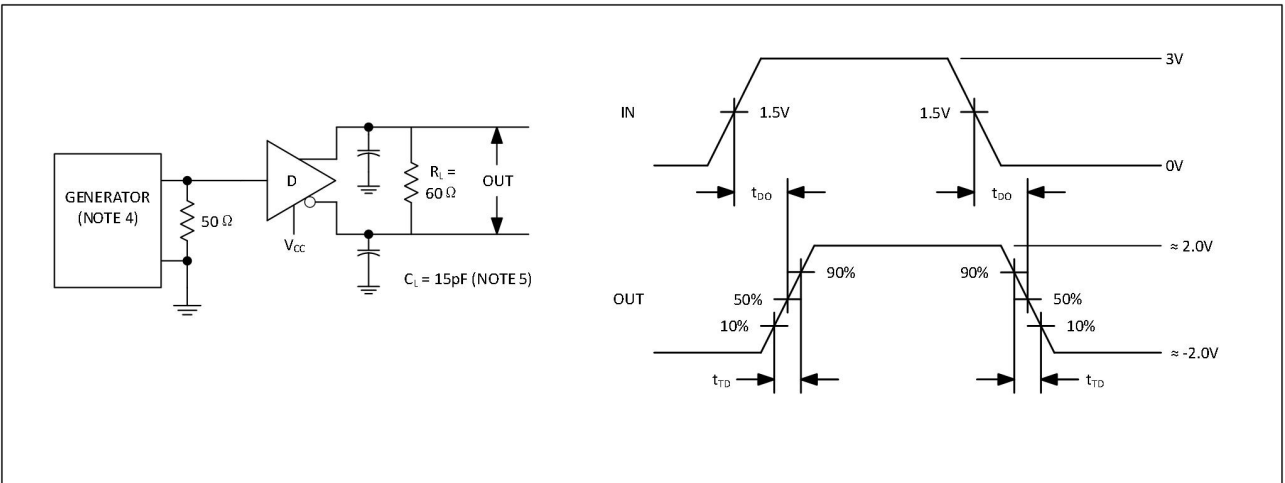 GENERATOR
(NOTE 4)
50 Ω
D
V_CC
R_L =
60 Ω
OUT
C_L = 15pF (NOTE 5)
IN
1.5V
1.5V
3V
0V
t_DO
t_DO
OUT
90%
50%
10%
90%
50%
10%
≈ 2.0V
≈ -2.0V
t_TD
t_TD